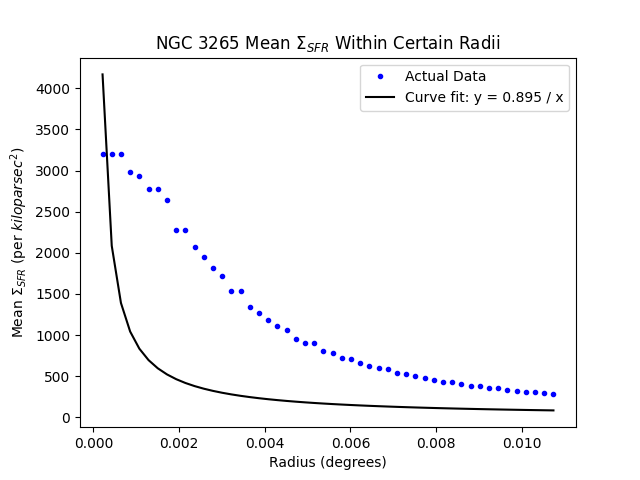 NGC 3265 Mean Σ_SFR Within Certain Radii
Actual Data
Curve fit: y = 0.895 / x
Mean Σ_SFR (per kiloparsec²)
4000
3500
3000
2500
2000
1500
1000
500
0
0.000 0.002 0.004 0.006 0.008 0.010
Radius (degrees)